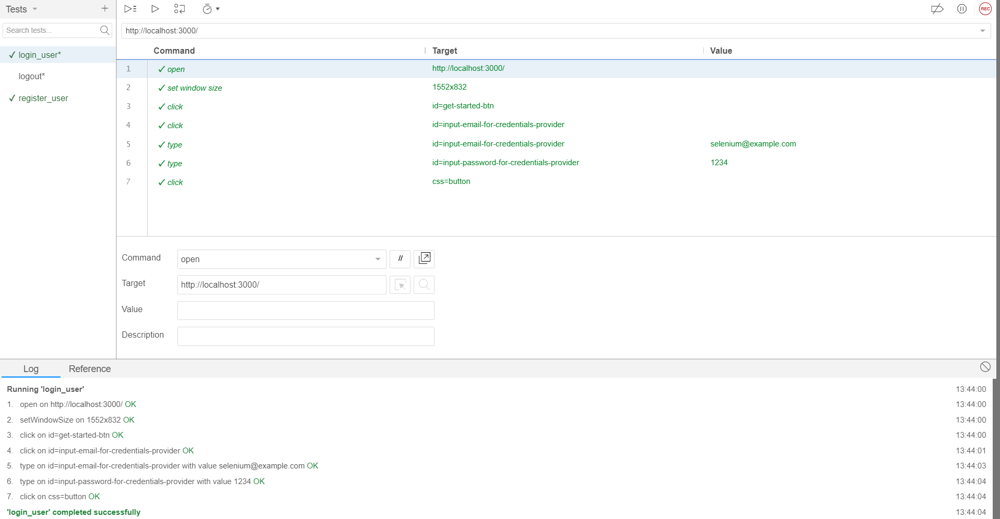 Tests
REC
Search tests...
http://localhost:3000/
Command Target Value
✓ login_user*
logout*
✓ register_user
1 ✓ open http://localhost:3000/
2 ✓ set window size 1552x832
3 ✓ click id=get-started-btn
4 ✓ click id=input-email-for-credentials-provider
5 ✓ type id=input-email-for-credentials-provider selenium@example.com
6 ✓ type id=input-password-for-credentials-provider 1234
7 ✓ click css=button
Command open //
Target http://localhost:3000/
Value
Description
Log Reference
Running 'login_user' 13:44:00
1. open on http://localhost:3000/ OK 13:44:00
2. setWindowSize on 1552x832 OK 13:44:00
3. click on id=get-started-btn OK 13:44:00
4. click on id=input-email-for-credentials-provider OK 13:44:01
5. type on id=input-email-for-credentials-provider with value selenium@example.com OK 13:44:03
6. type on id=input-password-for-credentials-provider with value 1234 OK 13:44:04
7. click on css=button OK 13:44:04
'login_user' completed successfully 13:44:04